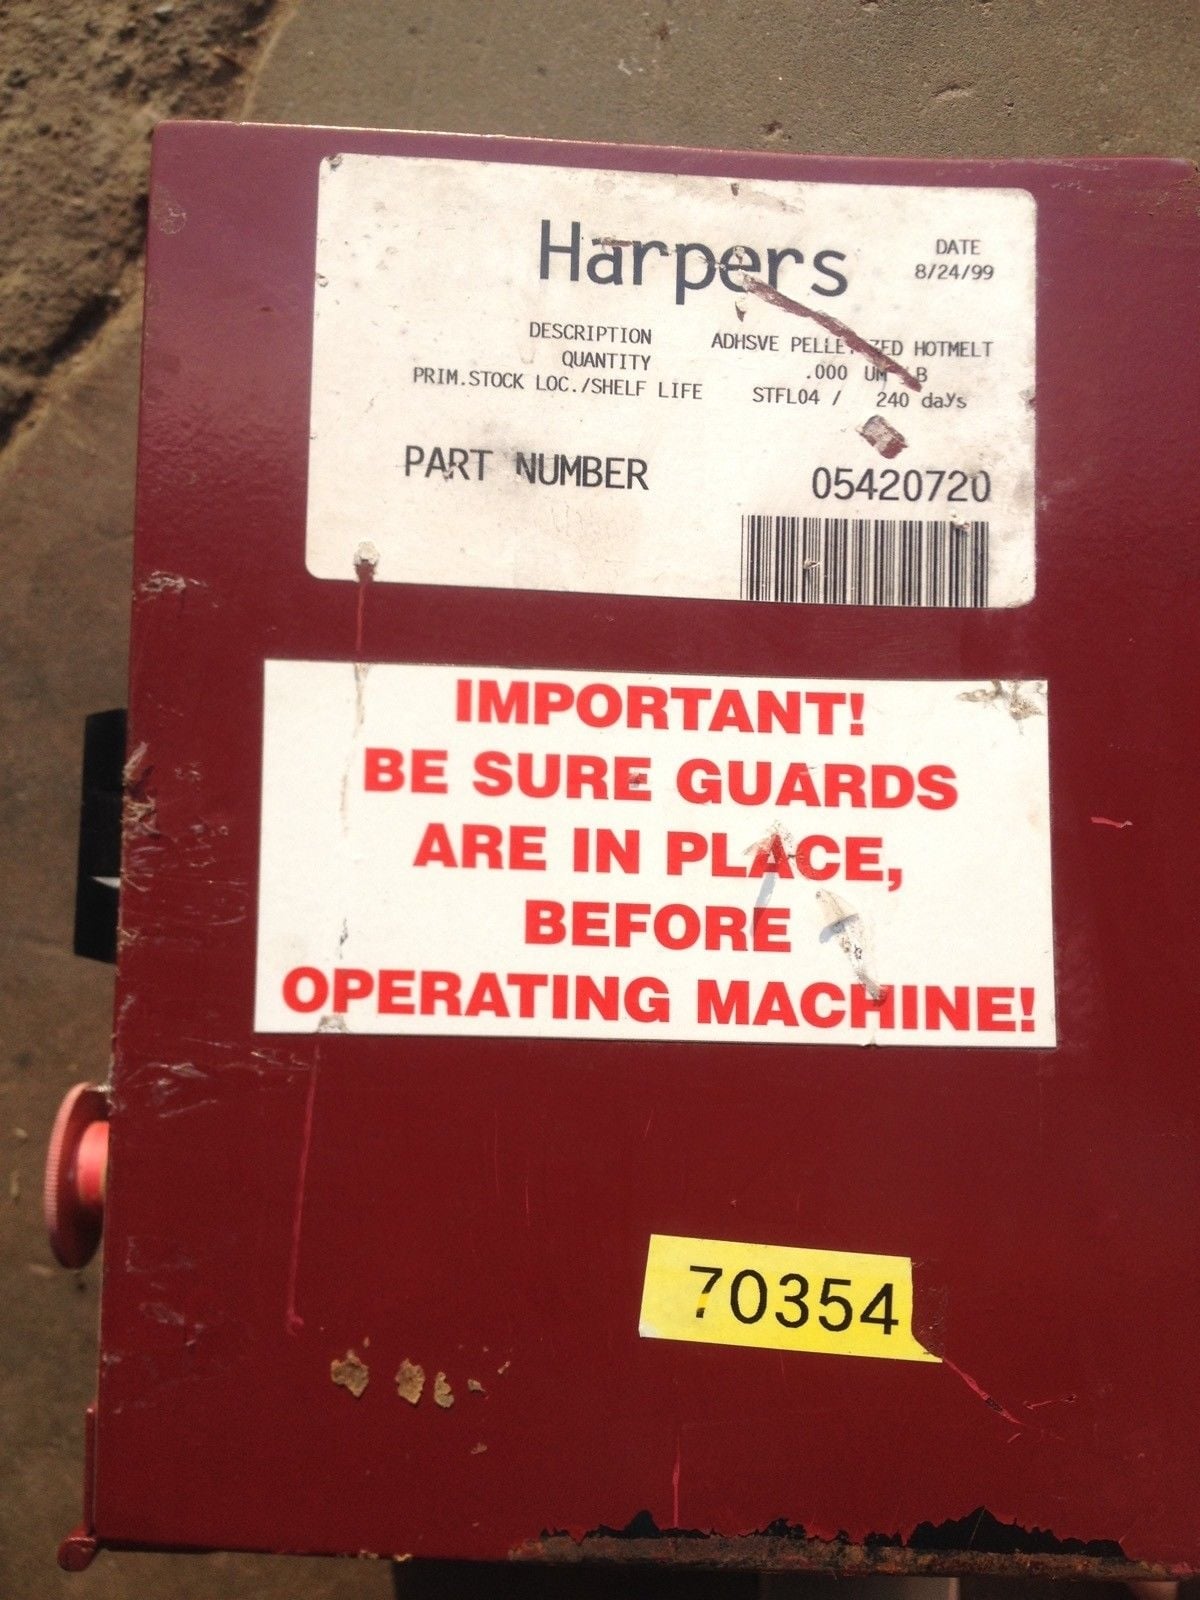 Harpers
DATE
8/24/99
DESCRIPTION ADHSVE HOTMELT
QUANTITY .000 UM
PRIM.STOCK LOC./SHELF LIFE STFL04 / 240 days
PART NUMBER 05420720
IMPORTANT!
BE SURE GUARDS
ARE IN PLACE,
BEFORE
OPERATING MACHINE!
70354